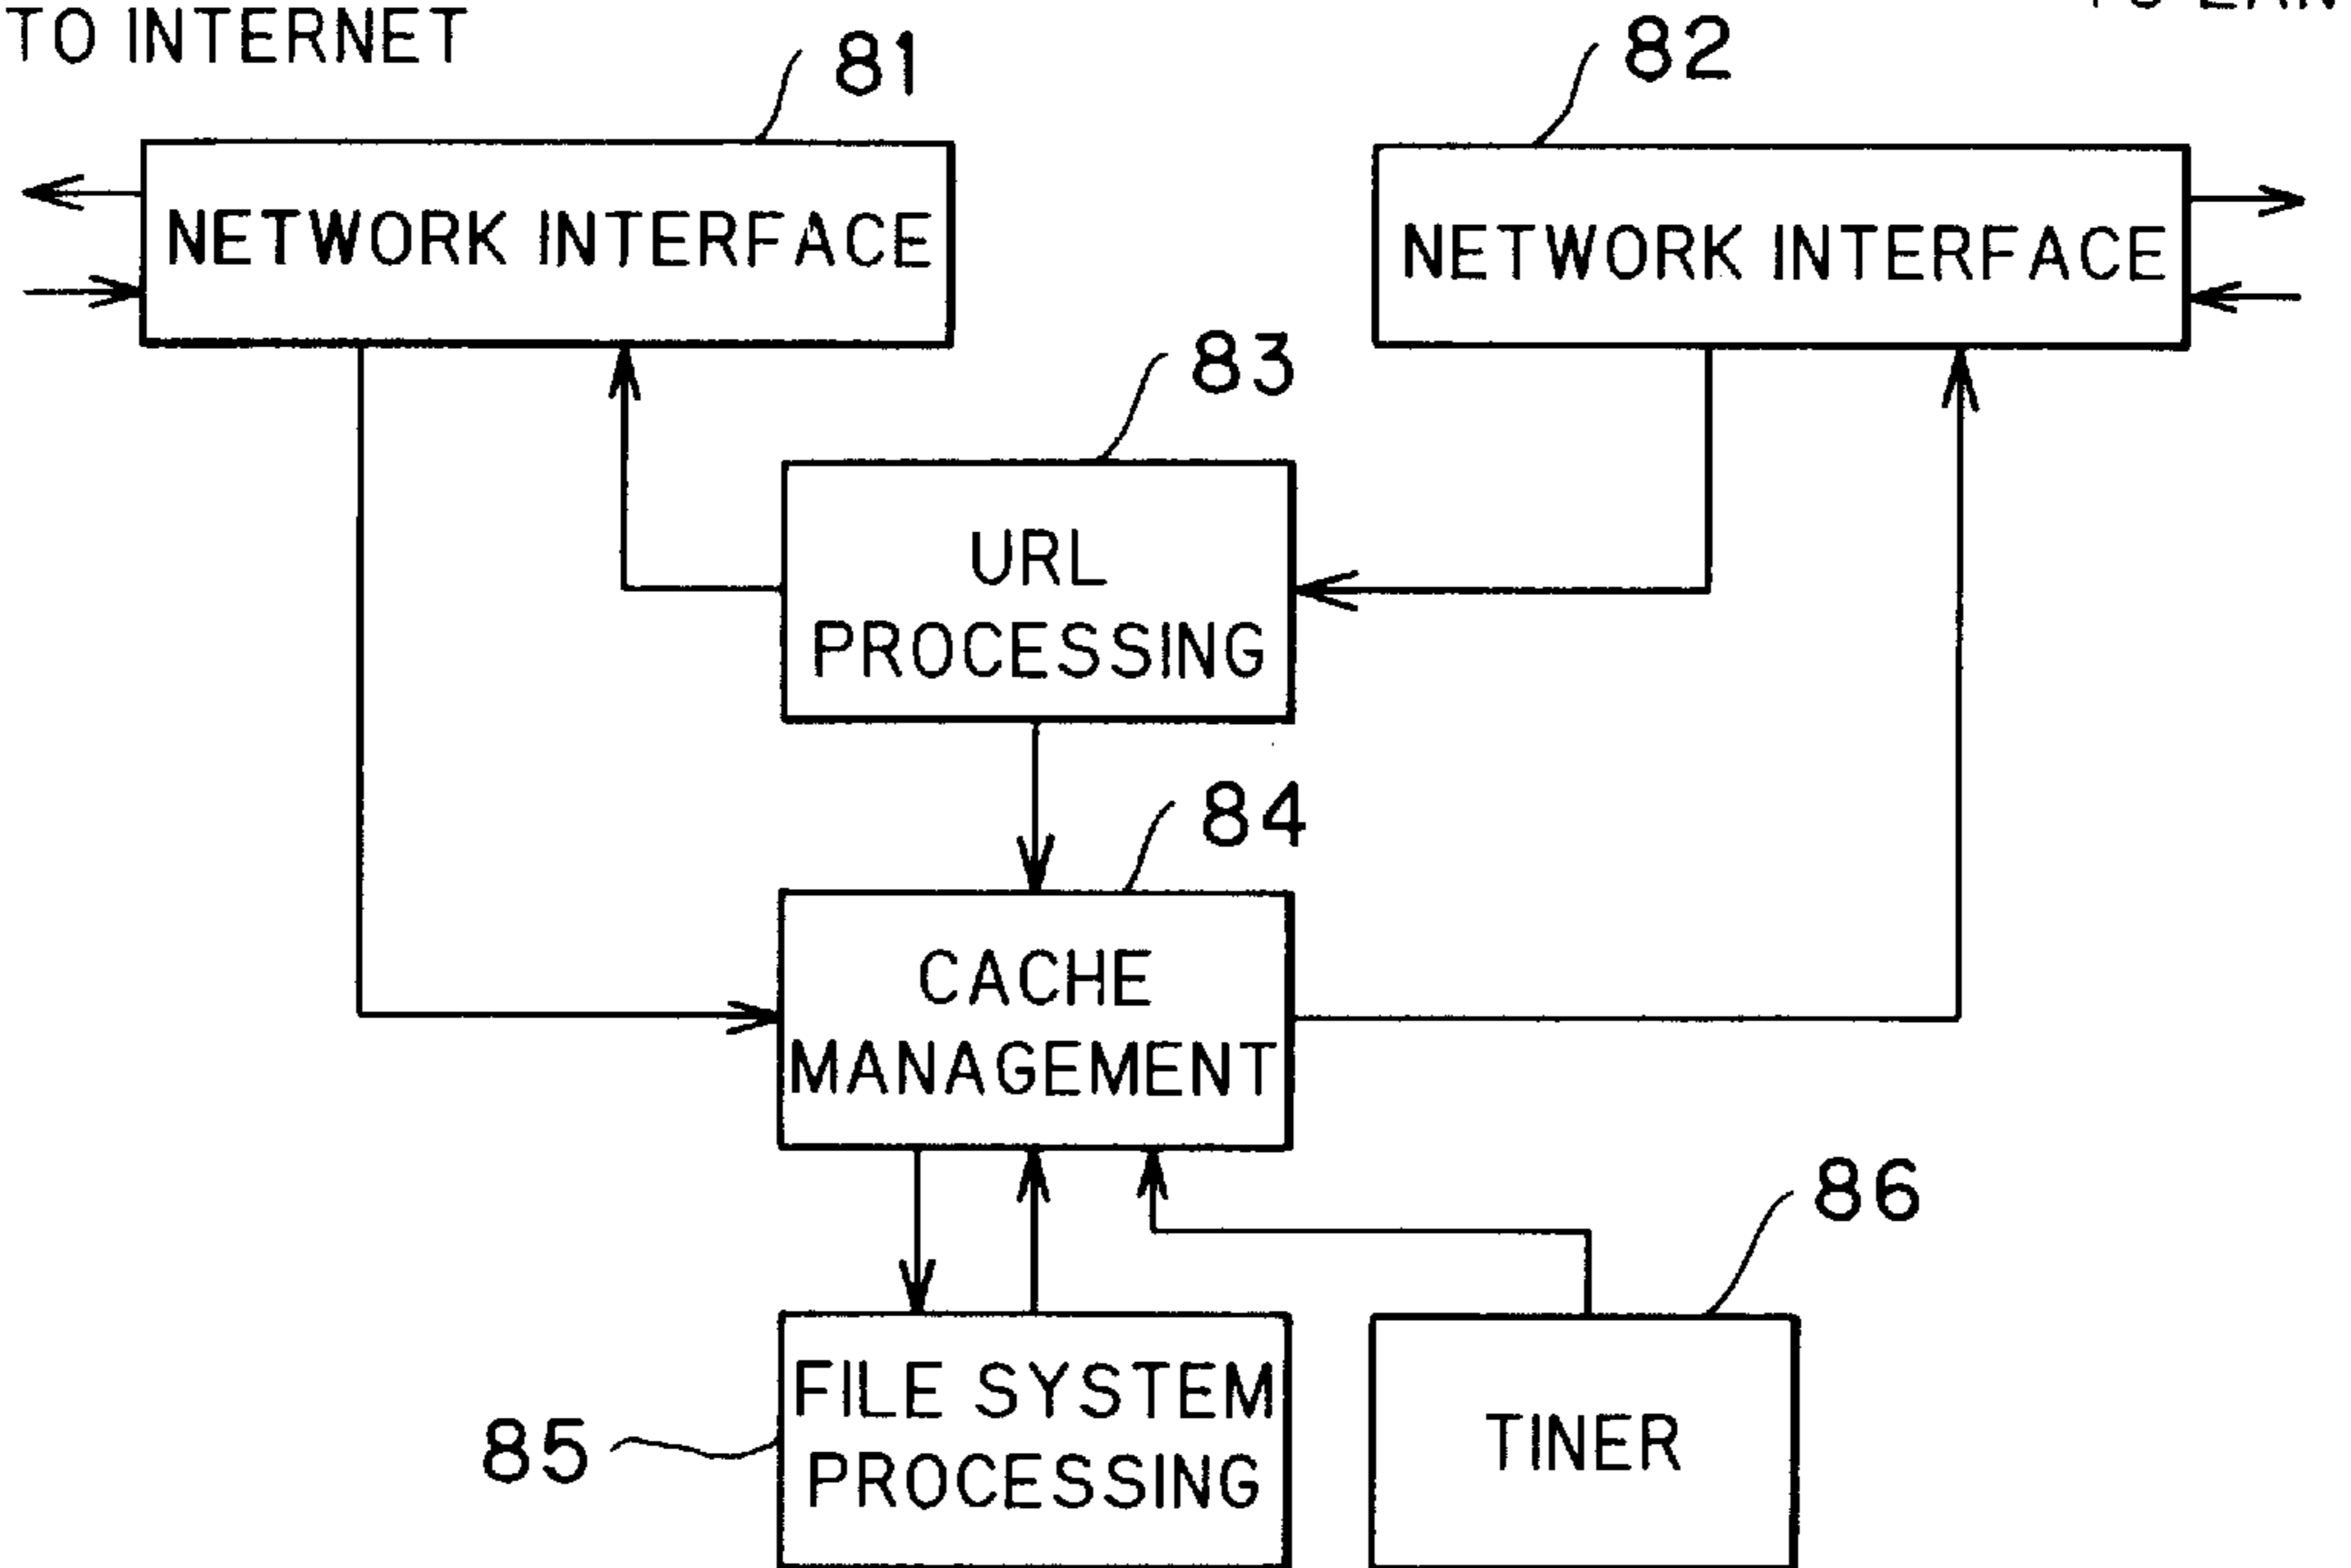 TO INTERNET
81
82
NETWORK INTERFACE
NETWORK INTERFACE
83
URL
PROCESSING
84
CACHE
MANAGEMENT
86
FILE SYSTEM
PROCESSING
85
TINER